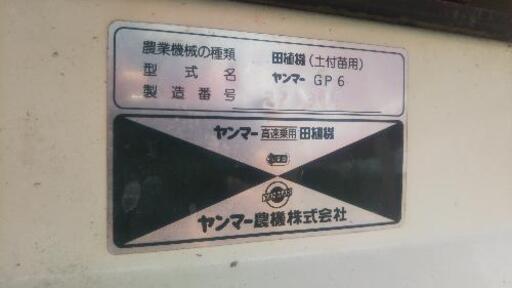 農業機械の種類 田植機(土付苗用)
型式名 ヤンマー GP6
製造番号
ヤンマー高速乗用田植機
ヤンマー農機株式会社